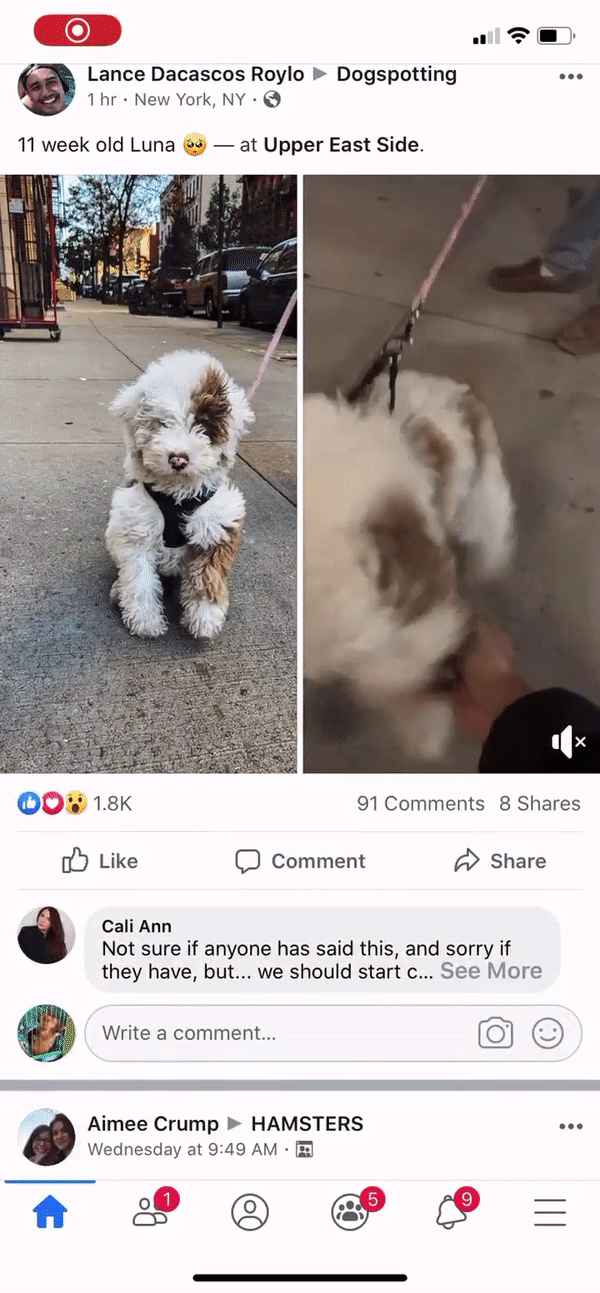 Lance Dacascos Roylo ▶ Dogspotting
1 hr · New York, NY ·
11 week old Luna 🥺 — at Upper East Side.
1.8K
91 Comments 8 Shares
Like
Comment
Share
Cali Ann
Not sure if anyone has said this, and sorry if
they have, but... we should start c... See More
Write a comment...
Aimee Crump ▶ HAMSTERS
Wednesday at 9:49 AM ·
1
5
9